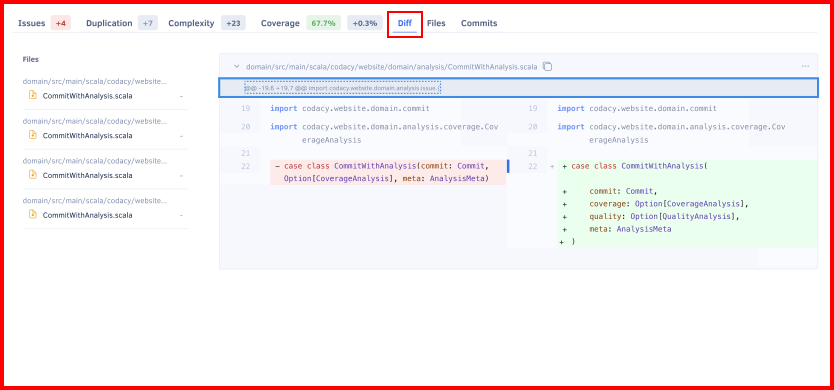 Issues +4 Duplication +7 Complexity +23 Coverage 67.7% +0.3% Diff Files Commits
Files
domain/src/main/scala/codacy/website...
CommitWithAnalysis.scala -
domain/src/main/scala/codacy/website...
CommitWithAnalysis.scala -
domain/src/main/scala/codacy/website...
CommitWithAnalysis.scala -
domain/src/main/scala/codacy/website...
CommitWithAnalysis.scala -
domain/src/main/scala/codacy/website/domain/analysis/CommitWithAnalysis.scala ...
@@ -19,6 +19,7 @@ import codacy.website.domain.analysis.issue.{
19 import codacy.website.domain.commit
20 import codacy.website.domain.analysis.coverage.Cov
erageAnalysis
21
22 - case class CommitWithAnalysis(commit: Commit,
Option[CoverageAnalysis], meta: AnalysisMeta)
19 import codacy.website.domain.commit
20 import codacy.website.domain.analysis.coverage.Cov
erageAnalysis
21
22 + + case class CommitWithAnalysis(
+ commit: Commit,
+ coverage: Option[CoverageAnalysis],
+ quality: Option[QualityAnalysis],
+ meta: AnalysisMeta
+ )